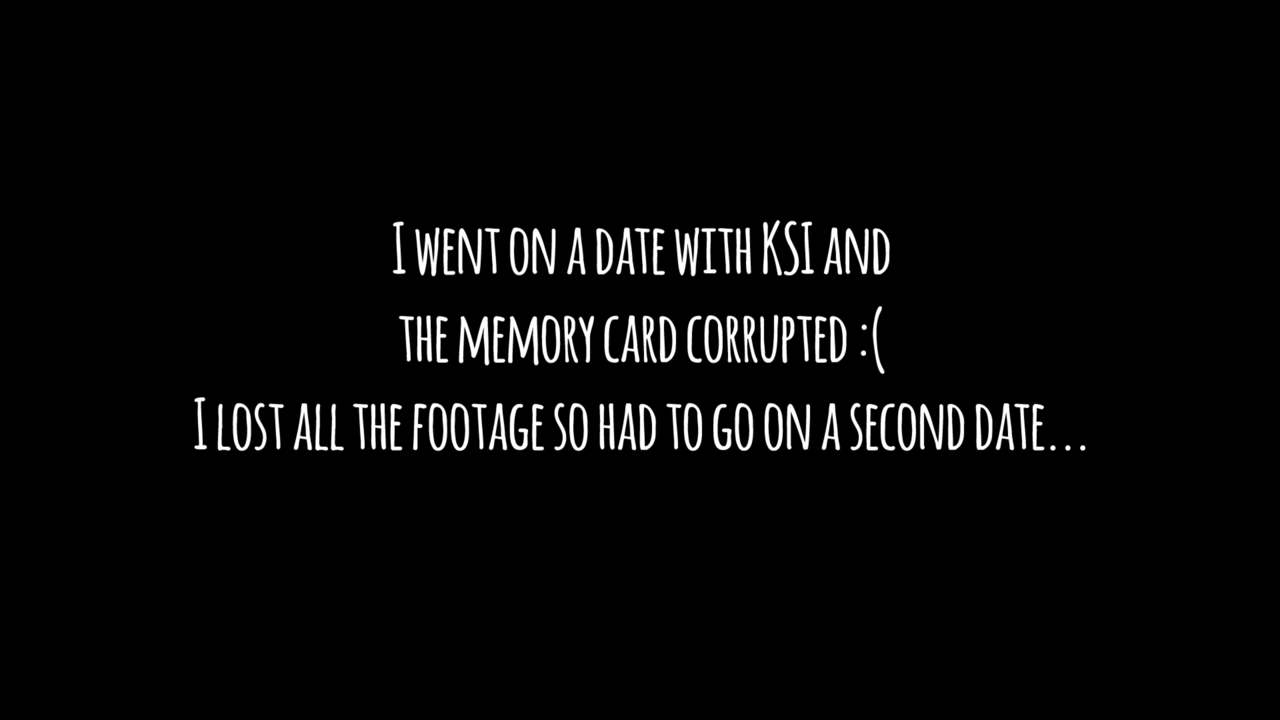 I WENT ON A DATE WITH KSI AND
THE MEMORY CARD CORRUPTED :(
I LOST ALL THE FOOTAGE SO HAD TO GO ON A SECOND DATE...